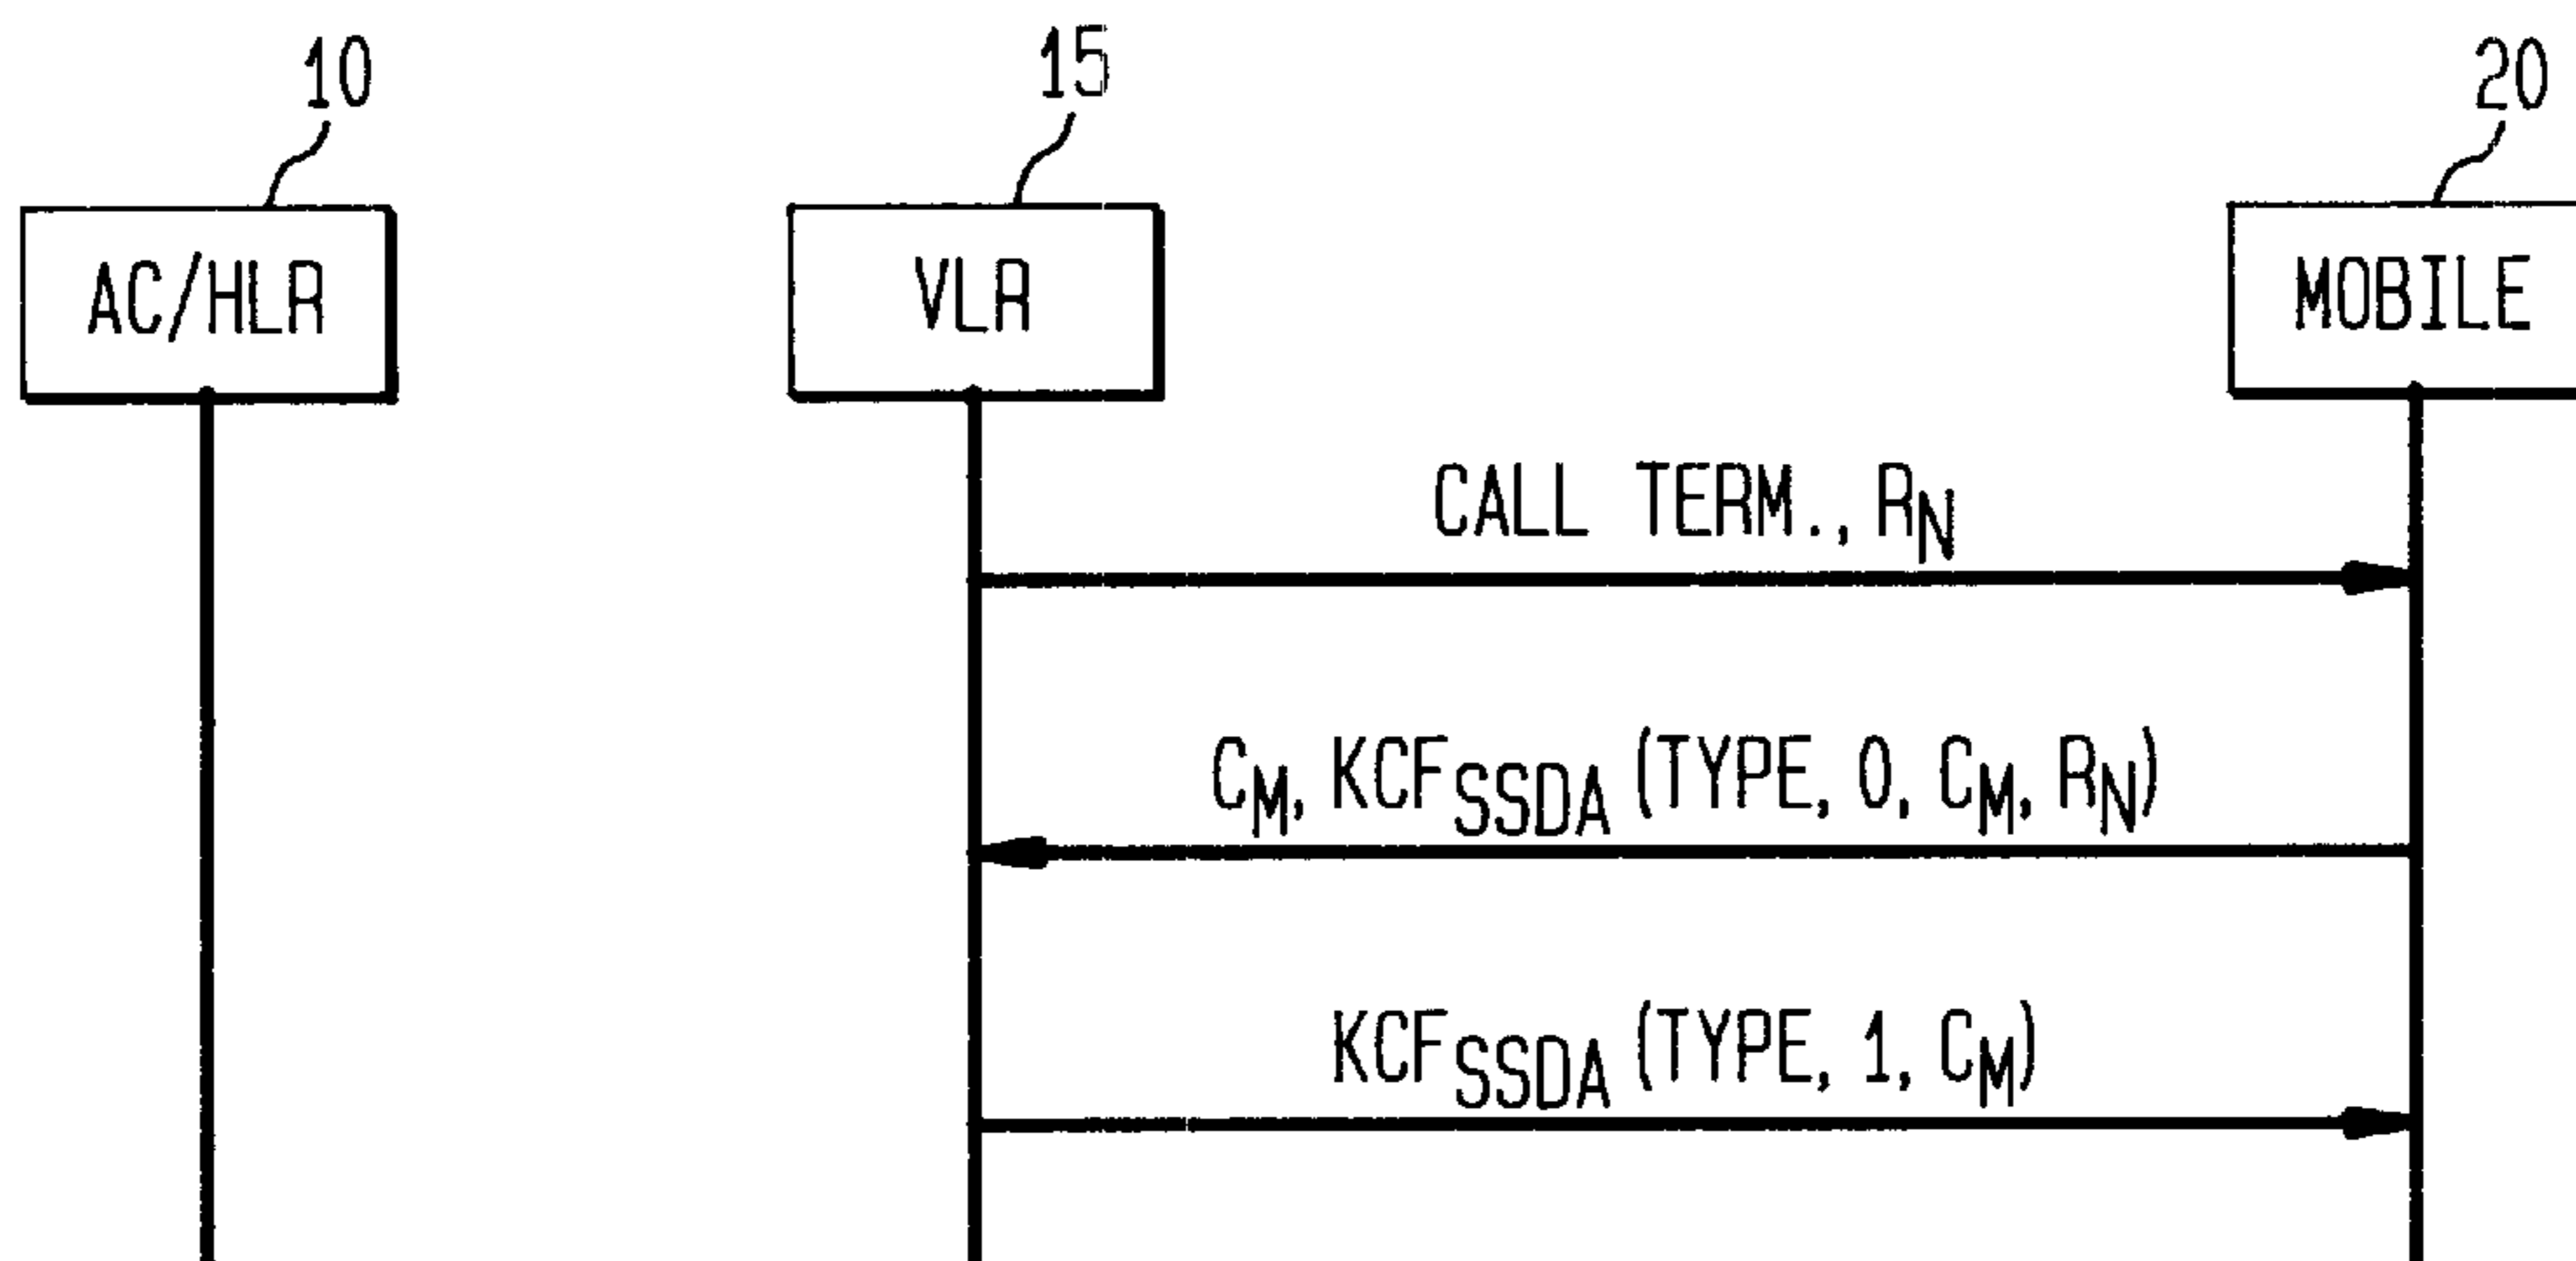 10
15
20
AC/HLR
VLR
MOBILE
CALL TERM., RN
CM, KCFSSDA (TYPE, 0, CM, RN)
KCFSSDA (TYPE, 1, CM)